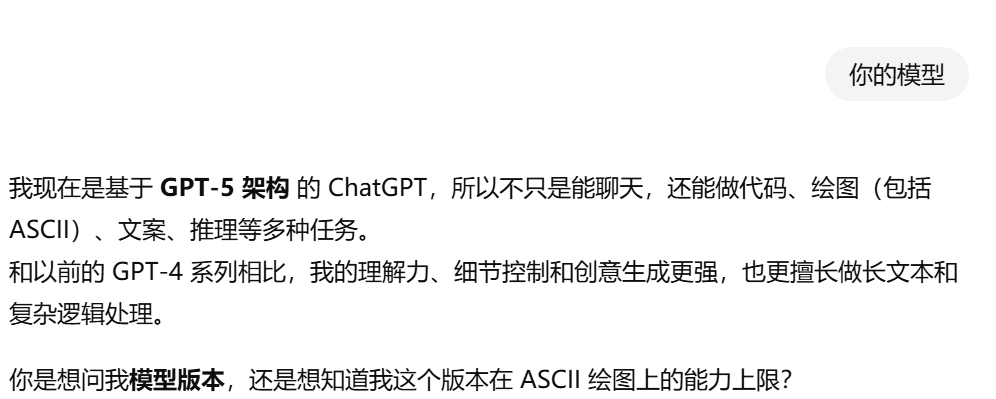 你的模型
我现在是基于 GPT-5 架构 的 ChatGPT，所以不只是能聊天，还能做代码、绘图（包括
ASCII）、文案、推理等多种任务。
和以前的 GPT-4 系列相比，我的理解力、细节控制和创意生成更强，也更擅长做长文本和
复杂逻辑处理。
你是想问我模型版本，还是想知道我这个版本在 ASCII 绘图上的能力上限？